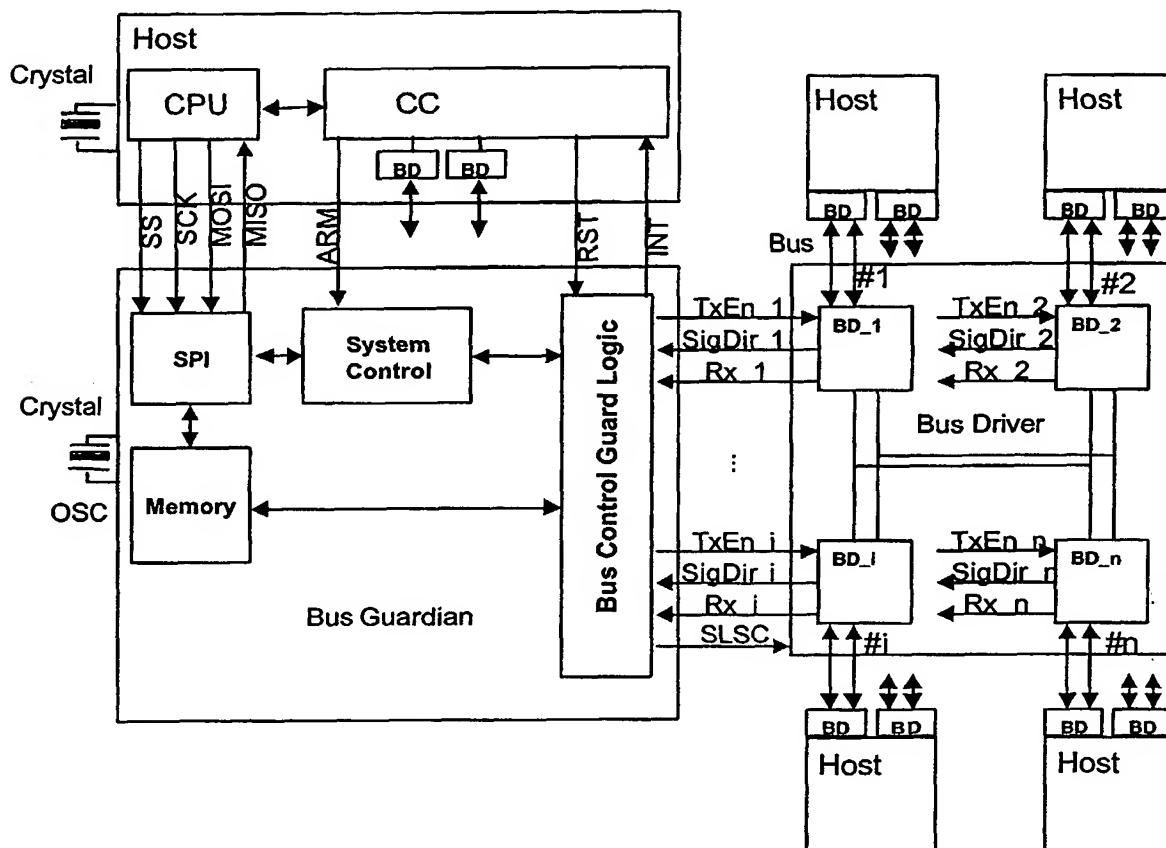 Host
Crystal
CPU
CC
BD
BD
SS
SCK
MOSI
MISO
ARM
RST
INT
Host
BD
BD
Host
BD
BD
Bus
#1
#2
SPI
System
Control
Bus Control Guard Logic
TxEn_1
SigDir_1
Rx_1
BD_1
TxEn_2
SigDir_2
Rx_2
BD_2
Crystal
OSC
Memory
Bus Driver
...
TxEn_i
SigDir_i
Rx_i
SLSC
BD_i
TxEn_n
SigDir_n
Rx_n
BD_n
Bus Guardian
#i
#n
BD
BD
Host
BD
BD
Host